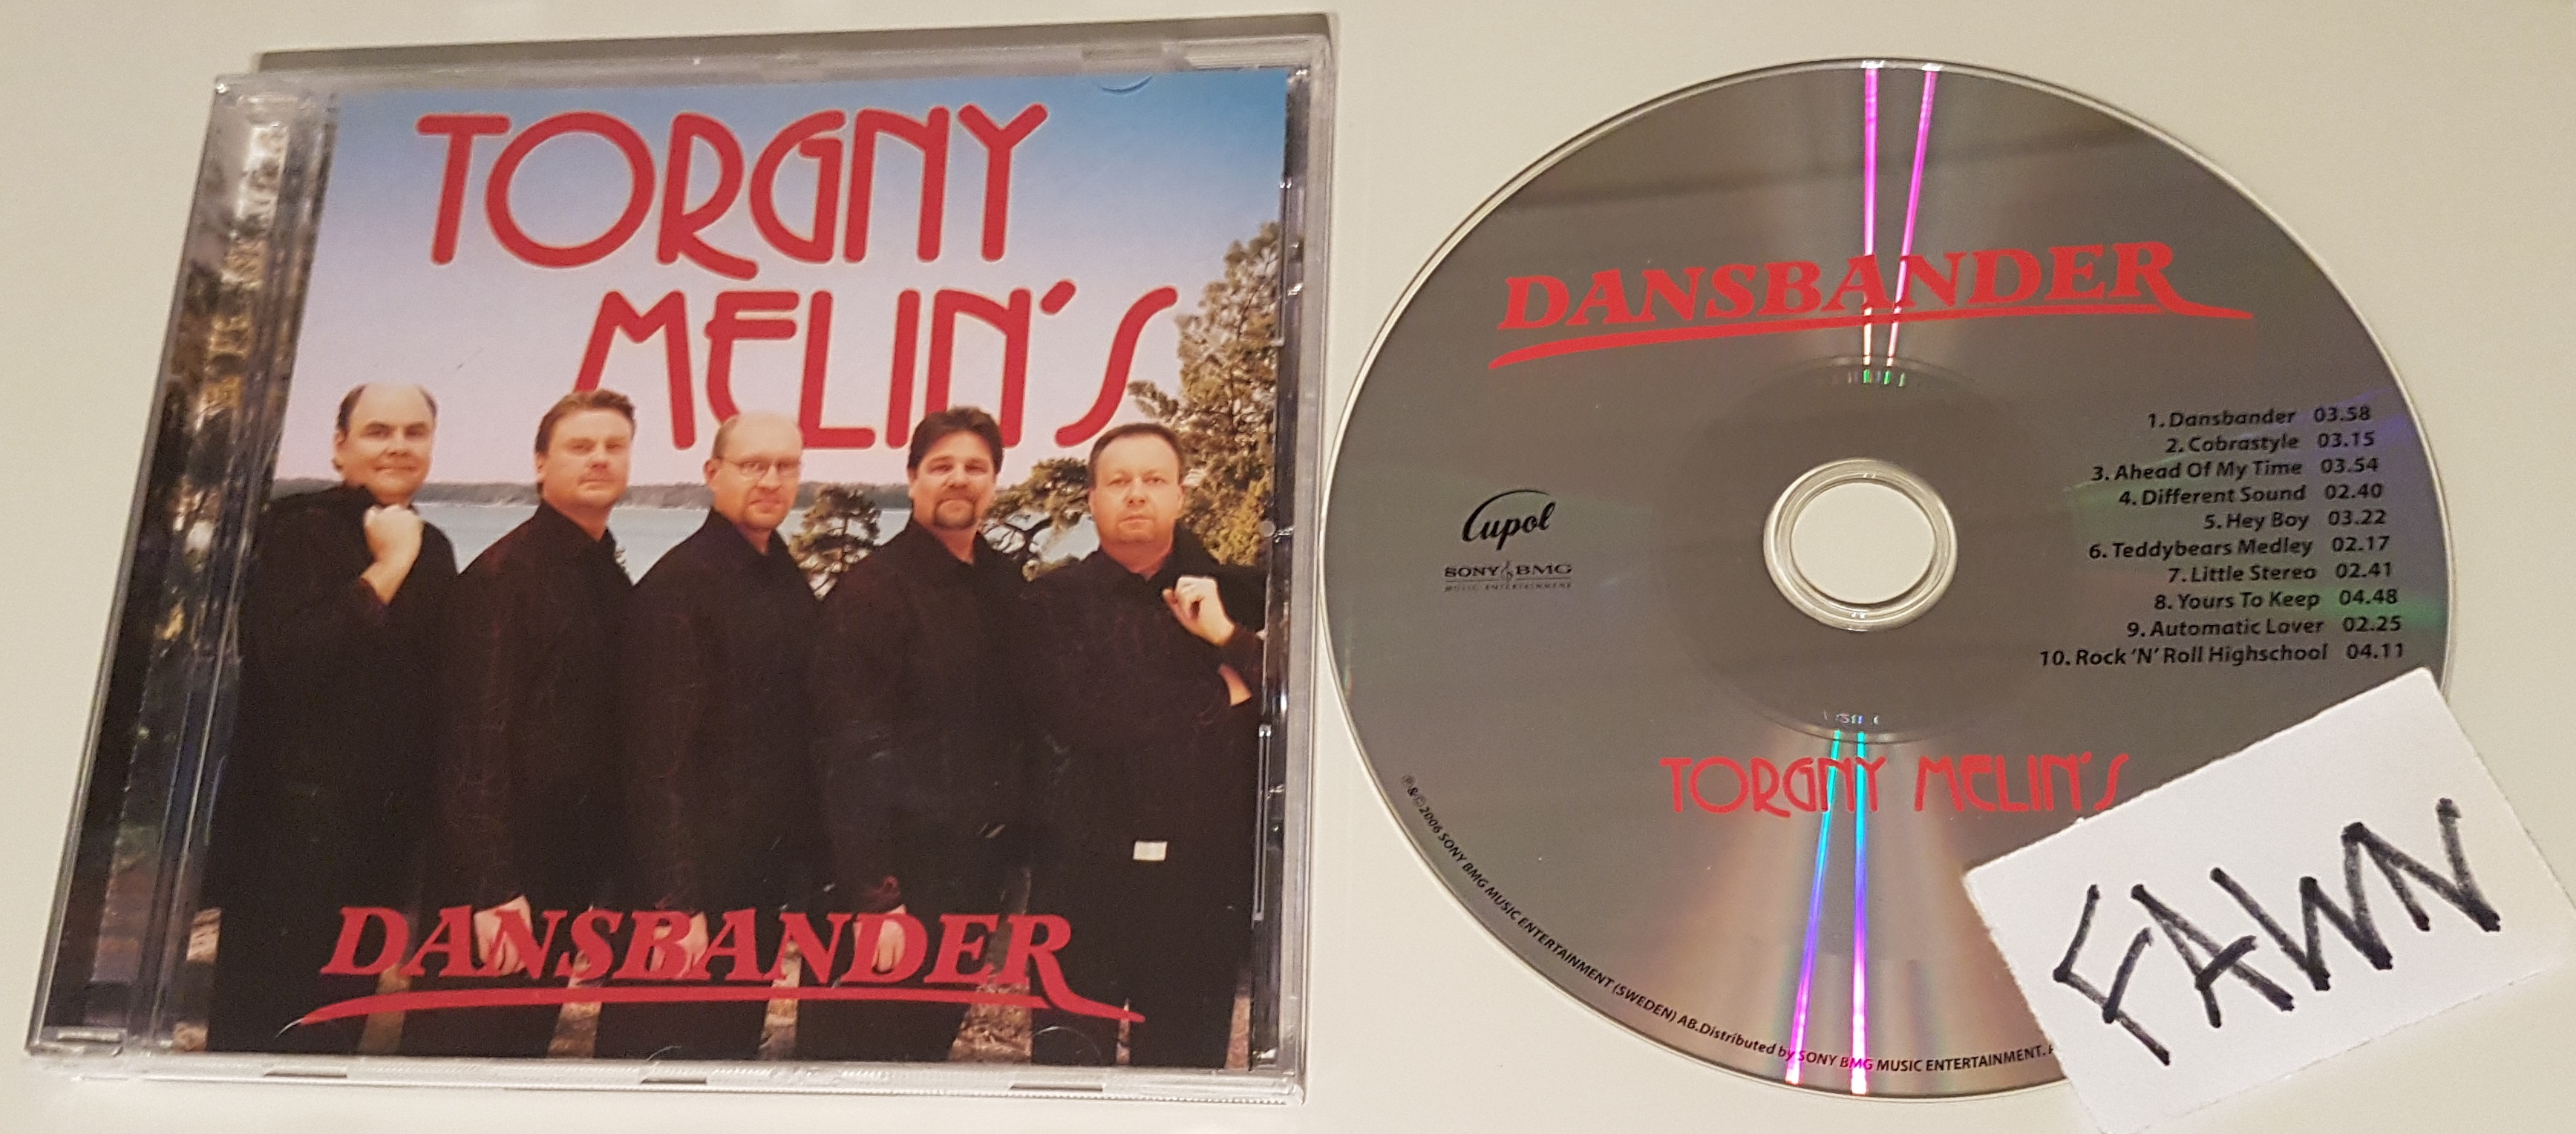 TORGNY
MELIN'S
DANSBANDER
DANSBANDER
1. Dansbander 03.58
2. Cobrastyle 03.15
3. Ahead Of My Time 03.54
4. Different Sound 02.40
5. Hey Boy 03.22
6. Teddybears Medley 02.17
7. Little Stereo 02.41
8. Yours To Keep 04.48
9. Automatic Lover 02.25
10. Rock 'N' Roll Highschool 04.11
Cupol
SONY BMG
MUSIC ENTERTAINMENT
TORGNY MELIN'S
℗&©2006 SONY BMG MUSIC ENTERTAINMENT (SWEDEN) AB.Distributed by SONY BMG MUSIC ENTERTAINMENT.
FAWN